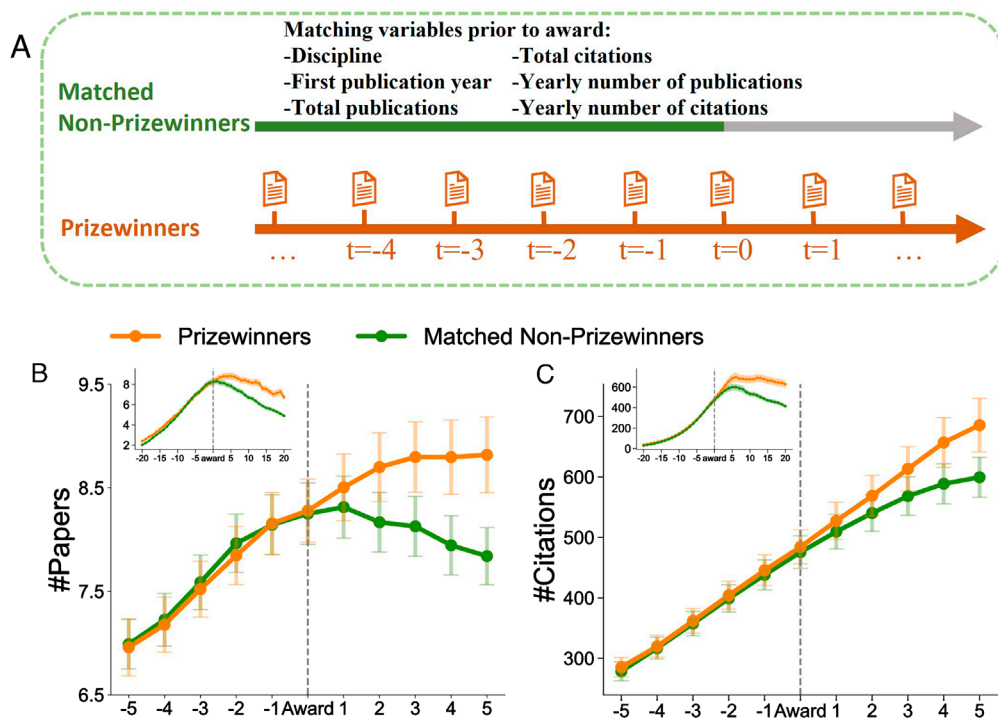 A
Matching variables prior to award:
-Discipline -Total citations
-First publication year -Yearly number of publications
-Total publications -Yearly number of citations
Matched
Non-Prizewinners
Prizewinners
... t=-4 t=-3 t=-2 t=-1 t=0 t=1 ...
Prizewinners Matched Non-Prizewinners
B
#Papers
9.5
8.5
7.5
6.5
-5 -4 -3 -2 -1 Award 1 2 3 4 5
8
6
4
2
-20 -15 -10 -5 award 5 10 15 20
C
#Citations
700
600
500
400
300
-5 -4 -3 -2 -1 Award 1 2 3 4 5
600
400
200
0
-20 -15 -10 -5 award 5 10 15 20